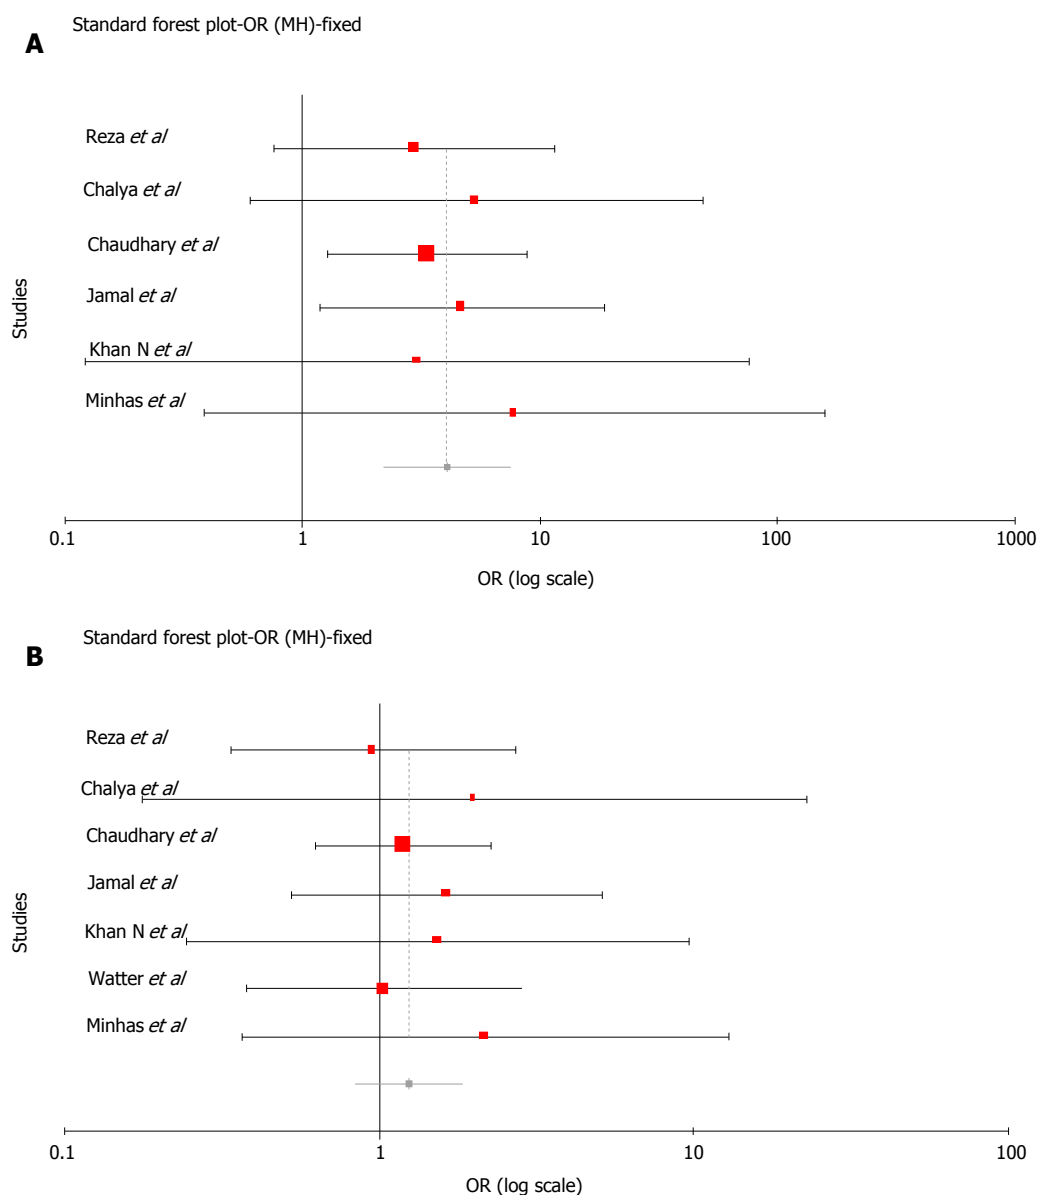 Standard forest plot-OR (MH)-fixed
A
Reza et al
Chalya et al
Chaudhary et al
Jamal et al
Khan N et al
Minhas et al
Studies
0.1 1 10 100 1000
OR (log scale)
Standard forest plot-OR (MH)-fixed
B
Reza et al
Chalya et al
Chaudhary et al
Jamal et al
Khan N et al
Watter et al
Minhas et al
Studies
0.1 1 10 100
OR (log scale)